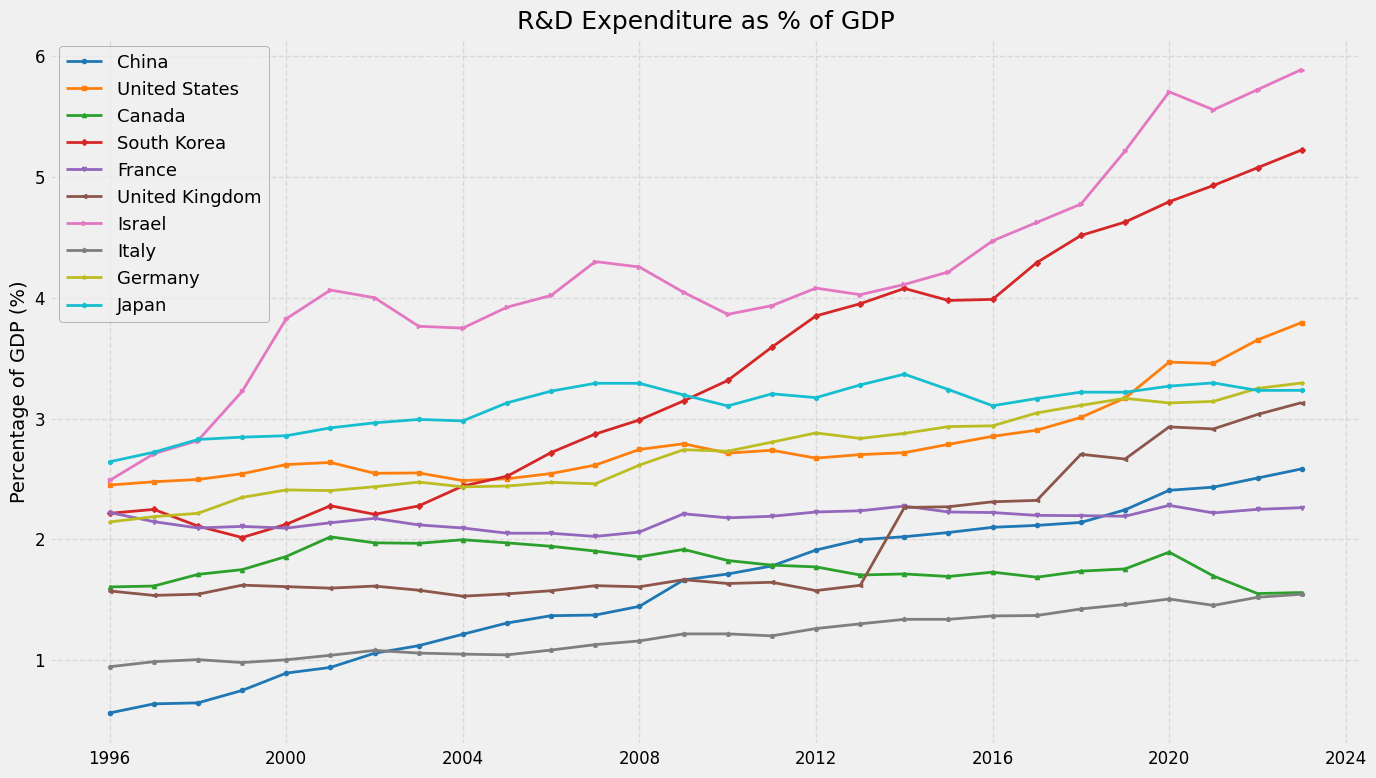 R&D Expenditure as % of GDP
Percentage of GDP (%)
6
5
4
3
2
1
China
United States
Canada
South Korea
France
United Kingdom
Israel
Italy
Germany
Japan
1996 2000 2004 2008 2012 2016 2020 2024